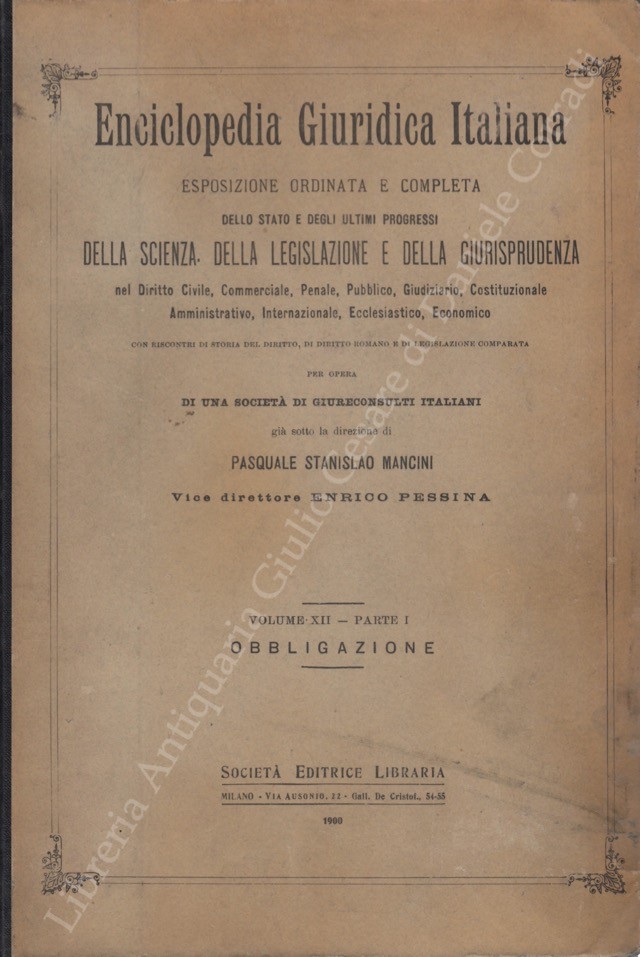 Enciclopedia Giuridica Italiana
ESPOSIZIONE ORDINATA E COMPLETA
DELLO STATO E DEGLI ULTIMI PROGRESSI
DELLA SCIENZA. DELLA LEGISLAZIONE E DELLA GIURISPRUDENZA
nel Diritto Civile, Commerciale, Penale, Pubblico, Giudiziario, Costituzionale
Amministrativo, Internazionale, Ecclesiastico, Economico
CON RISCONTRI DI STORIA DEL DIRITTO, DI DIRITTO ROMANO E DI LEGISLAZIONE COMPARATA
PER OPERA
DI UNA SOCIETÀ DI GIURECONSULTI ITALIANI
già sotto la direzione di
PASQUALE STANISLAO MANCINI
Vice direttore ENRICO PESSINA
VOLUME XII — PARTE I
OBBLIGAZIONE
SOCIETÀ EDITRICE LIBRARIA
MILANO - VIA AUSONIO, 22 - Gall. De Cristof., 54-55
1900
Libreria Antiquaria Giulio Cesare di Daniele Corradi